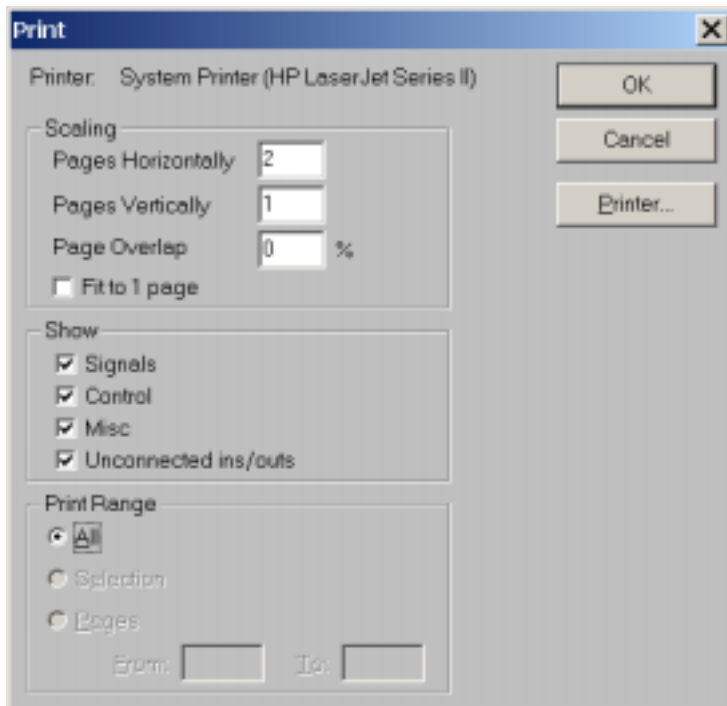 Print
Printer: System Printer (HP LaserJet Series II)
OK
Cancel
Printer...
Scaling
Pages Horizontally 2
Pages Vertically 1
Page Overlap 0 %
Fit to 1 page
Show
Signals
Control
Misc
Unconnected ins/outs
Print Range
All
Selection
Pages
From: To: